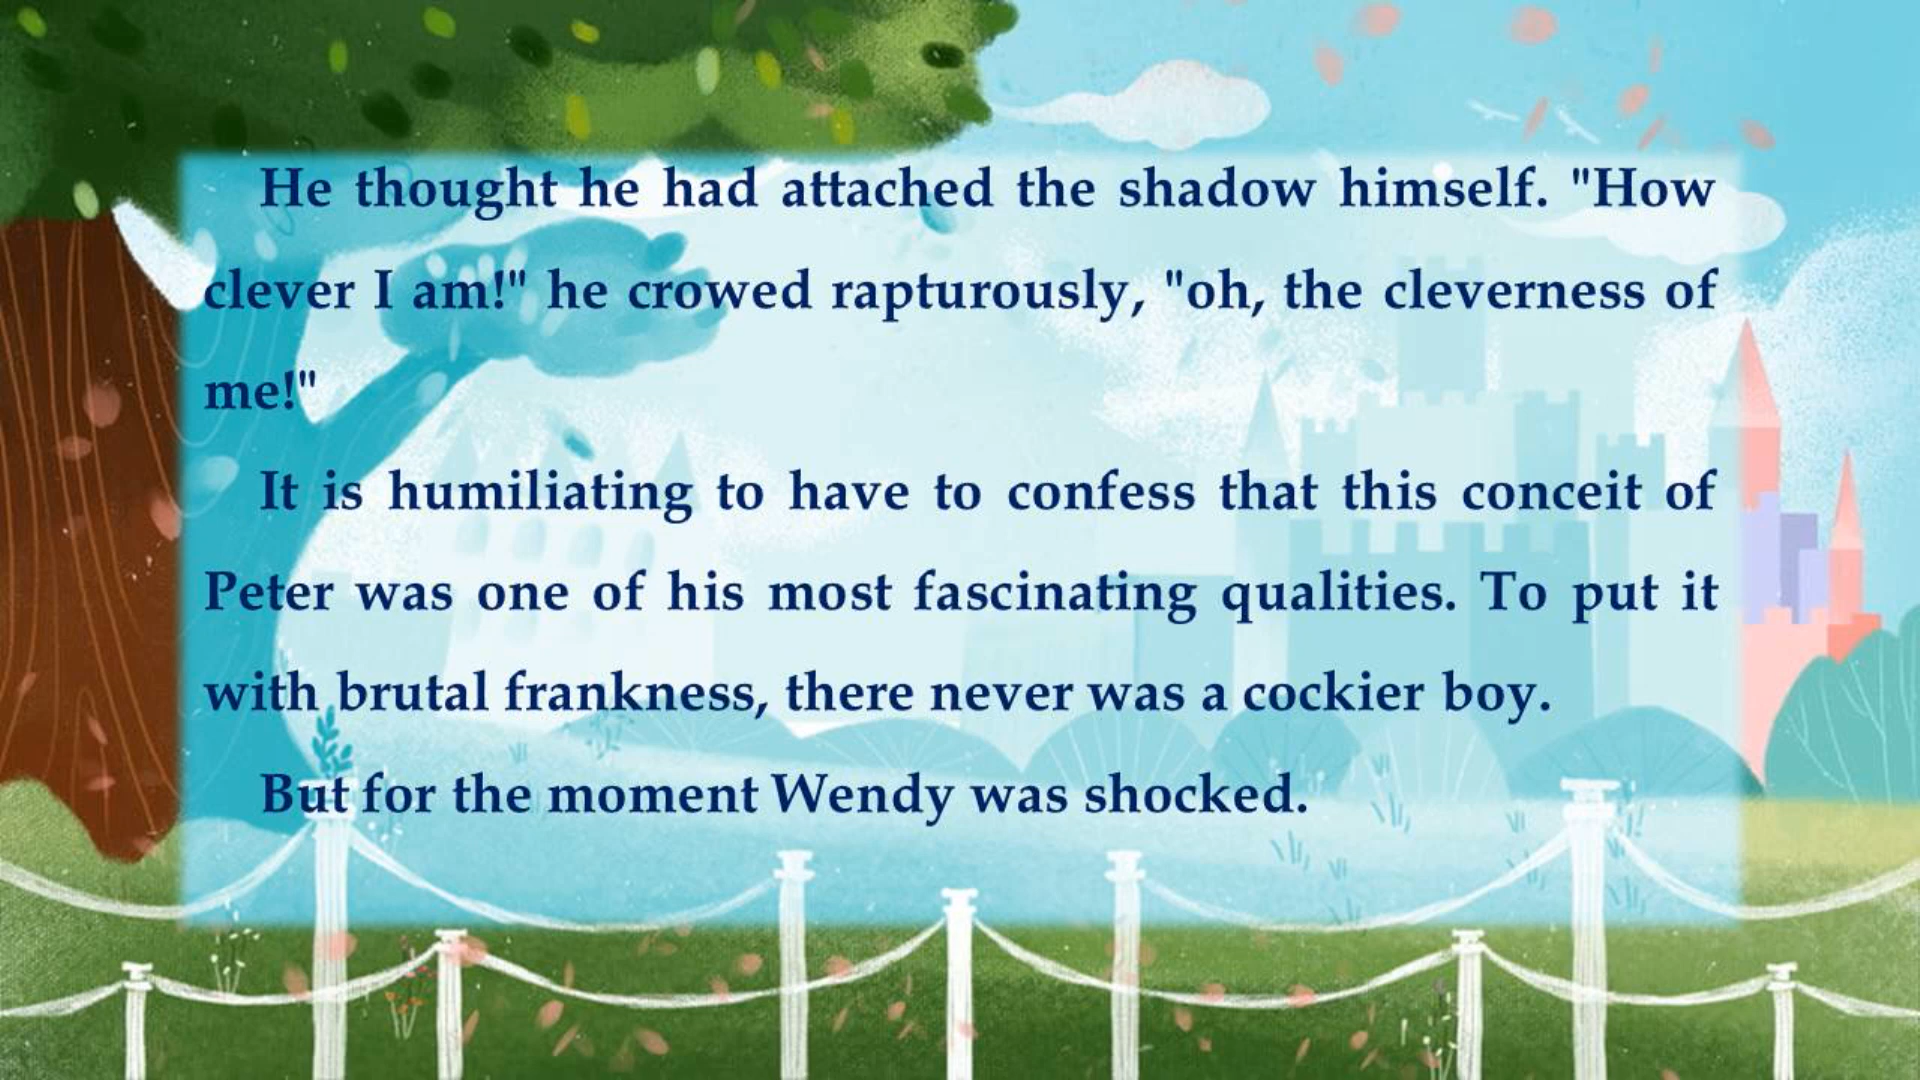 He thought he had attached the shadow himself. "How
clever I am!" he crowed rapturously, "oh, the cleverness of
me!"
It is humiliating to have to confess that this conceit of
Peter was one of his most fascinating qualities. To put it
with brutal frankness, there never was a cockier boy.
But for the moment Wendy was shocked.